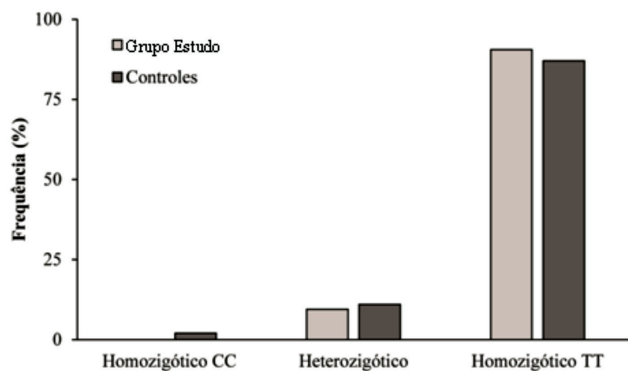 100
75
50
25
0
Frequência (%)
Grupo Estudo
Controles
Homozigótico CC
Heterozigótico
Homozigótico TT